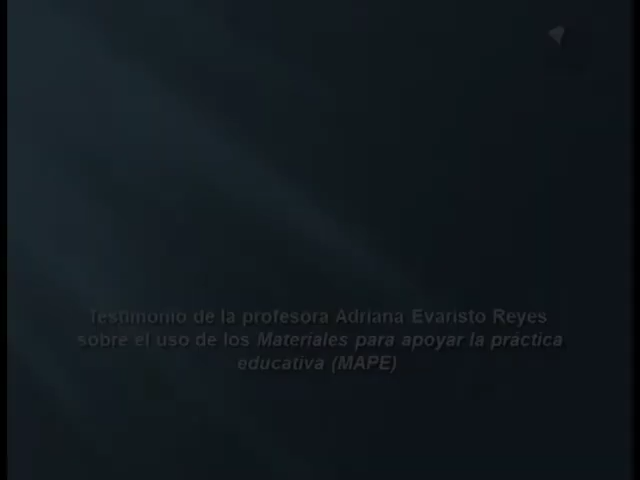 Testimonio de la profesora Adriana Evaristo Reyes
sobre el uso de los Materiales para apoyar la práctica
educativa (MAPE)